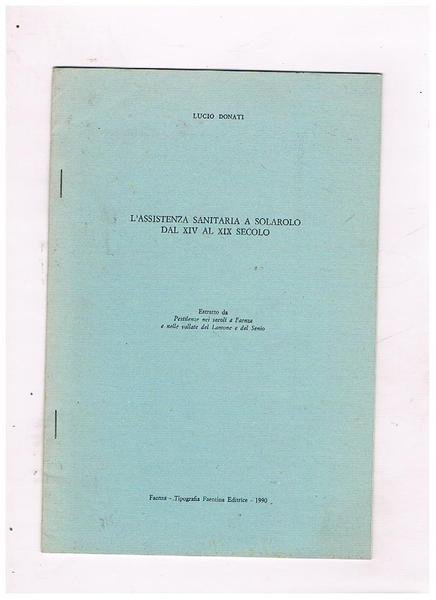 LUCIO DONATI
L'ASSISTENZA SANITARIA A SOLAROLO
DAL XIV AL XIX SECOLO
Estratto da
Pestilenze nei secoli a Faenza
e nelle vallate del Lamone e del Senio
Faenza - Tipografia Faentina Editrice - 1990